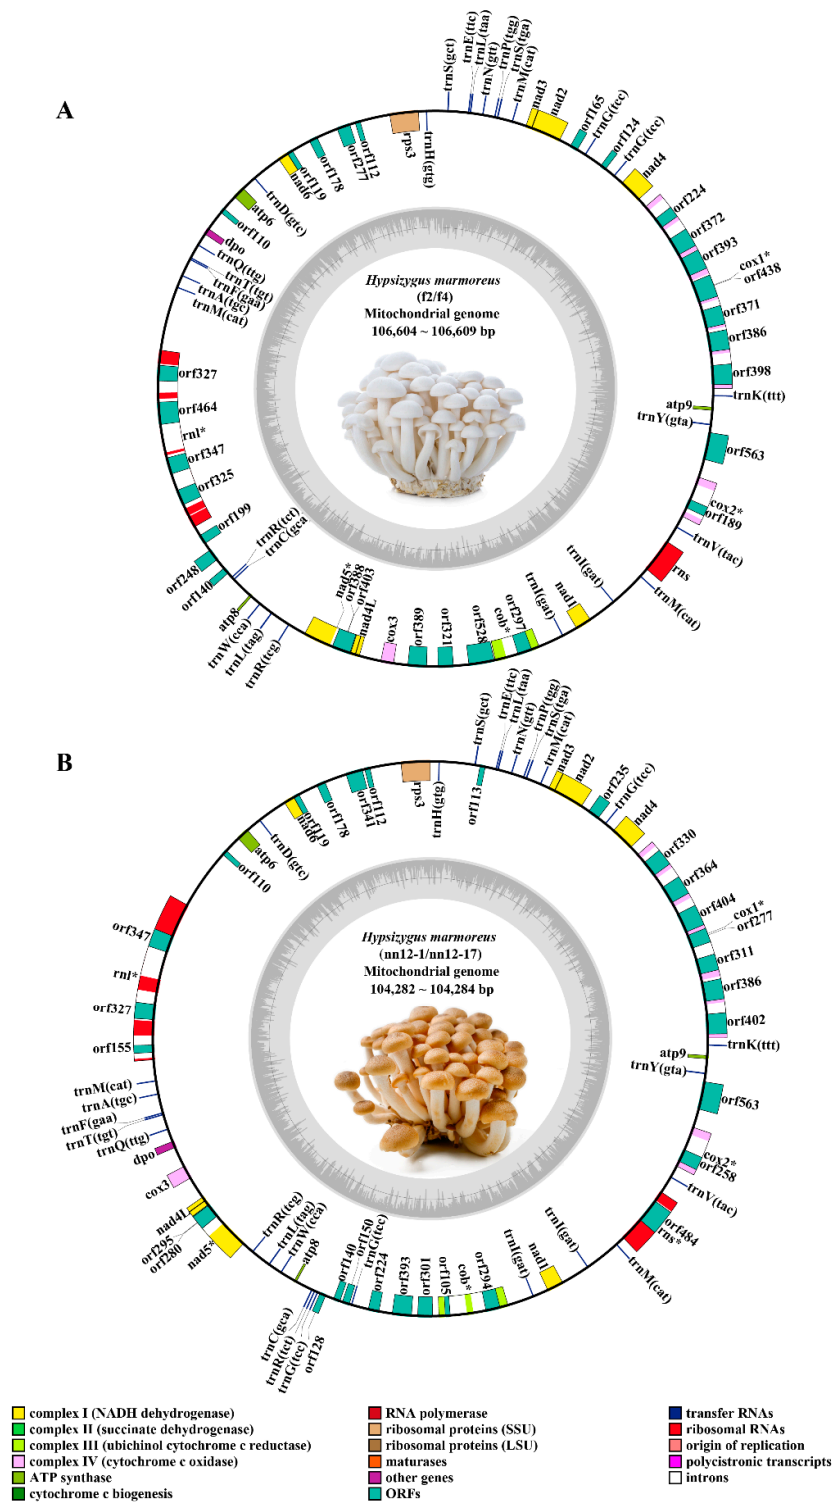 A
trnH(gtg)
trnS(gct)
trnE(ttc)
trnL(taa)
trnN(gtt)
trnP(tgg)
trnS(tga)
trnM(cat)
nad3
nad2
orf165
trnG(tcc)
orf124
trnG(tcc)
nad4
orf224
orf372
orf393
cox1*
orf438
orf371
orf386
orf398
trnK(ttt)
atp9
trnY(gta)
orf563
cox2*
orf189
trnV(tac)
rns
trnM(cat)
trnI(gat)
nad1
trnI(gat)
orf297
cob*
orf528
orf321
orf389
cox3
nad4L
orf403
orf388
nad5*
trnR(tcg)
trnL(tag)
trnW(cca)
atp8
trnC(gca
trnR(tct)
orf140
orf248
orf199
orf325
orf347
rnl*
orf464
orf327
trnM(cat)
trnA(tgc)
trnF(gaa)
trnT(tgt)
trnQ(ttg)
dpo
orf110
atp6
trnD(gtc)
nad6
orf119
orf178
orf277
orf112
rps3
Hypsizygus marmoreus
(f2/f4)
Mitochondrial genome
106,604 ~ 106,609 bp
B
trnH(gtg)
orf113
trnS(gct)
trnE(ttc)
trnL(taa)
trnN(gtt)
trnP(tgg)
trnS(tga)
trnM(cat)
nad3
nad2
orf235
trnG(tcc)
nad4
orf330
orf364
orf404
cox1*
orf277
orf311
orf386
orf402
trnK(ttt)
atp9
trnY(gta)
orf563
cox2*
orf258
trnV(tac)
orf484
rns*
trnM(cat)
trnI(gat)
nad1
trnI(gat)
orf294
cob*
orf105
orf301
orf393
orf224
trnG(tcc)
orf150
orf140
orf128
trnG(tcc)
trnR(tct)
trnC(gca)
atp8
trnW(cca)
trnL(tag)
trnR(tcg)
nad5*
orf280
orf295
nad4L
cox3
dpo
trnQ(ttg)
trnT(tgt)
trnF(gaa)
trnA(tgc)
trnM(cat)
orf155
orf327
rnl*
orf347
orf110
atp6
trnD(gtc)
nad6
orf119
orf178
orf341
orf112
rps3
Hypsizygus marmoreus
(nn12-1/nn12-17)
Mitochondrial genome
104,282 ~ 104,284 bp
complex I (NADH dehydrogenase)
complex II (succinate dehydrogenase)
complex III (ubichinol cytochrome c reductase)
complex IV (cytochrome c oxidase)
ATP synthase
cytochrome c biogenesis
RNA polymerase
ribosomal proteins (SSU)
ribosomal proteins (LSU)
maturases
other genes
ORFs
transfer RNAs
ribosomal RNAs
origin of replication
polycistronic transcripts
introns